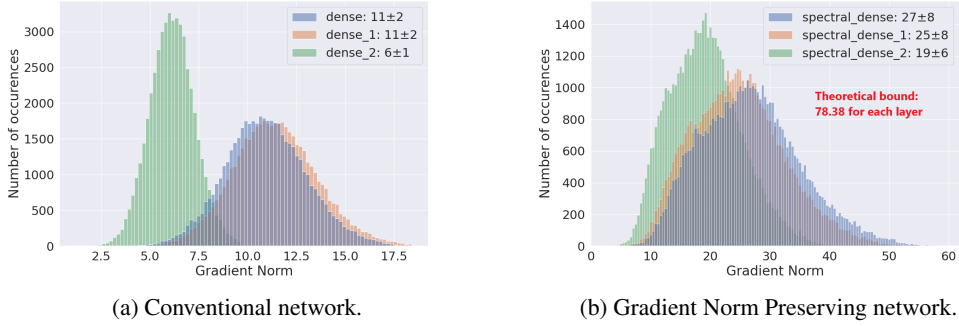 dense: 11±2
dense_1: 11±2
dense_2: 6±1
Number of occurences
3000
2500
2000
1500
1000
500
0
2.5 5.0 7.5 10.0 12.5 15.0 17.5
Gradient Norm
(a) Conventional network.
spectral_dense: 27±8
spectral_dense_1: 25±8
spectral_dense_2: 19±6
Theoretical bound:
78.38 for each layer
Number of occurences
1400
1200
1000
800
600
400
200
0
0 10 20 30 40 50 60
Gradient Norm
(b) Gradient Norm Preserving network.